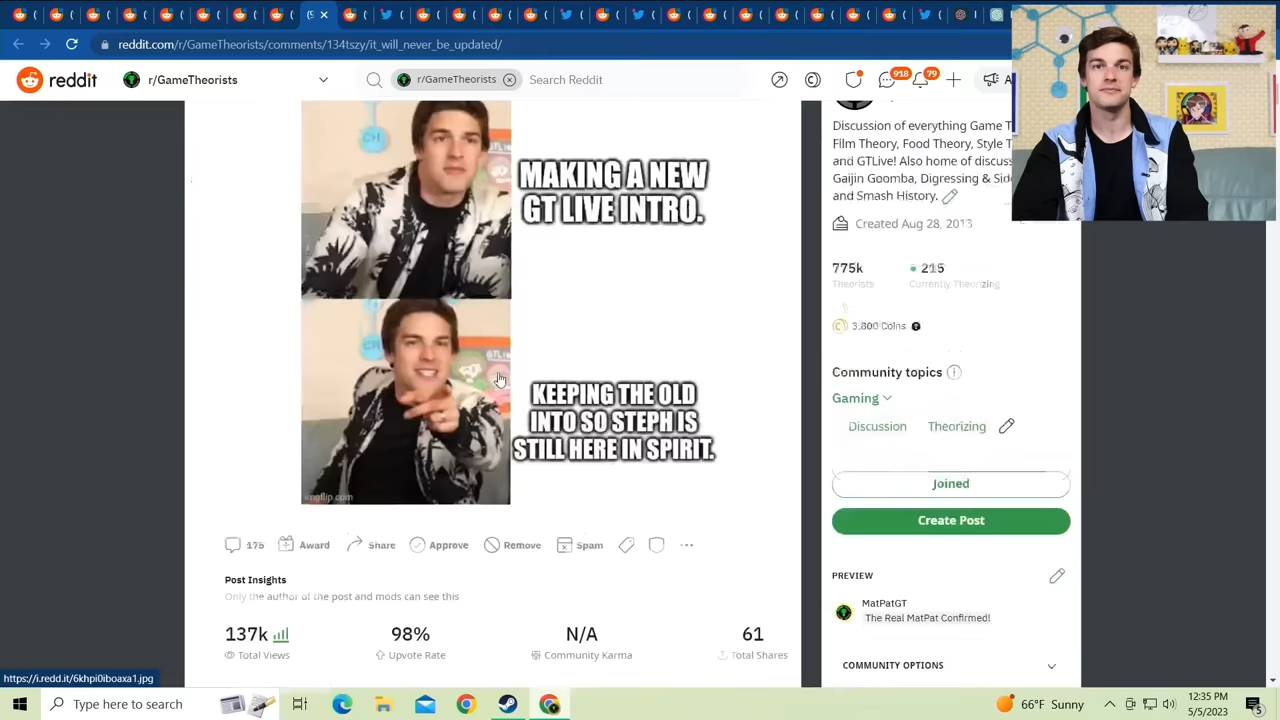 reddit.com/r/GameTheorists/comments/134tszy/it_will_never_be_updated/
reddit
r/GameTheorists
r/GameTheorists
Search Reddit
918
79
MAKING A NEW
GT LIVE INTRO.
KEEPING THE OLD
INTO SO STEPH IS
STILL HERE IN SPIRIT.
imgflip.com
175
Award
Share
Approve
Remove
Spam
Post Insights
Only the author of the post and mods can see this
137k
98%
N/A
61
Total Views
Upvote Rate
Community Karma
Total Shares
Discussion of everything Game T
Film Theory, Food Theory, Style T
and GTLive! Also home of discus
Gaijin Goomba, Digressing & Sid
and Smash History.
Created Aug 28, 2013
775k
215
Theorists
Currently Theorizing
3,800 Coins
Community topics
Gaming
Discussion
Theorizing
Joined
Create Post
PREVIEW
MatPatGT
The Real MatPat Confirmed!
COMMUNITY OPTIONS
https://i.redd.it/6khpi0iboaxa1.jpg
Type here to search
66°F Sunny
12:35 PM
5/5/2023
5